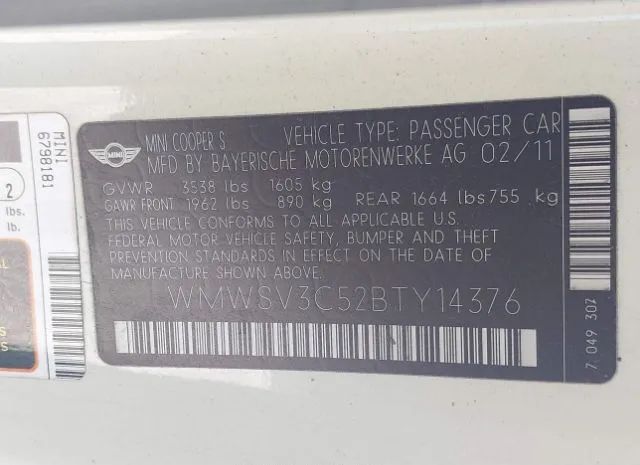 MINI
6798181
2
lbs.
lb.
S
MINI
MINI COOPER S VEHICLE TYPE: PASSENGER CAR
MFD BY BAYERISCHE MOTORENWERKE AG 02/11
GVWR 3538 lbs 1605 kg
GAWR FRONT 1962 lbs 890 kg REAR 1664 lbs755 kg
THIS VEHICLE CONFORMS TO ALL APPLICABLE U.S.
FEDERAL MOTOR VEHICLE SAFETY, BUMPER AND THEFT
PREVENTION STANDARDS IN EFFECT ON THE DATE OF
MANUFACTURE SHOWN ABOVE.
WMWSV3C52BTY14376
7 049 302